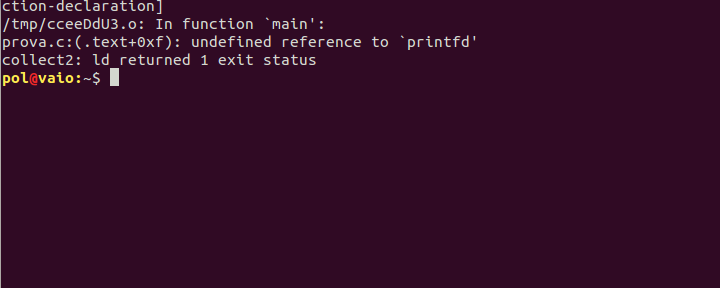 ction-declaration]
/tmp/cceeDdU3.o: In function `main':
prova.c:(.text+0xf): undefined reference to `printfd'
collect2: ld returned 1 exit status
pol@vaio:~$